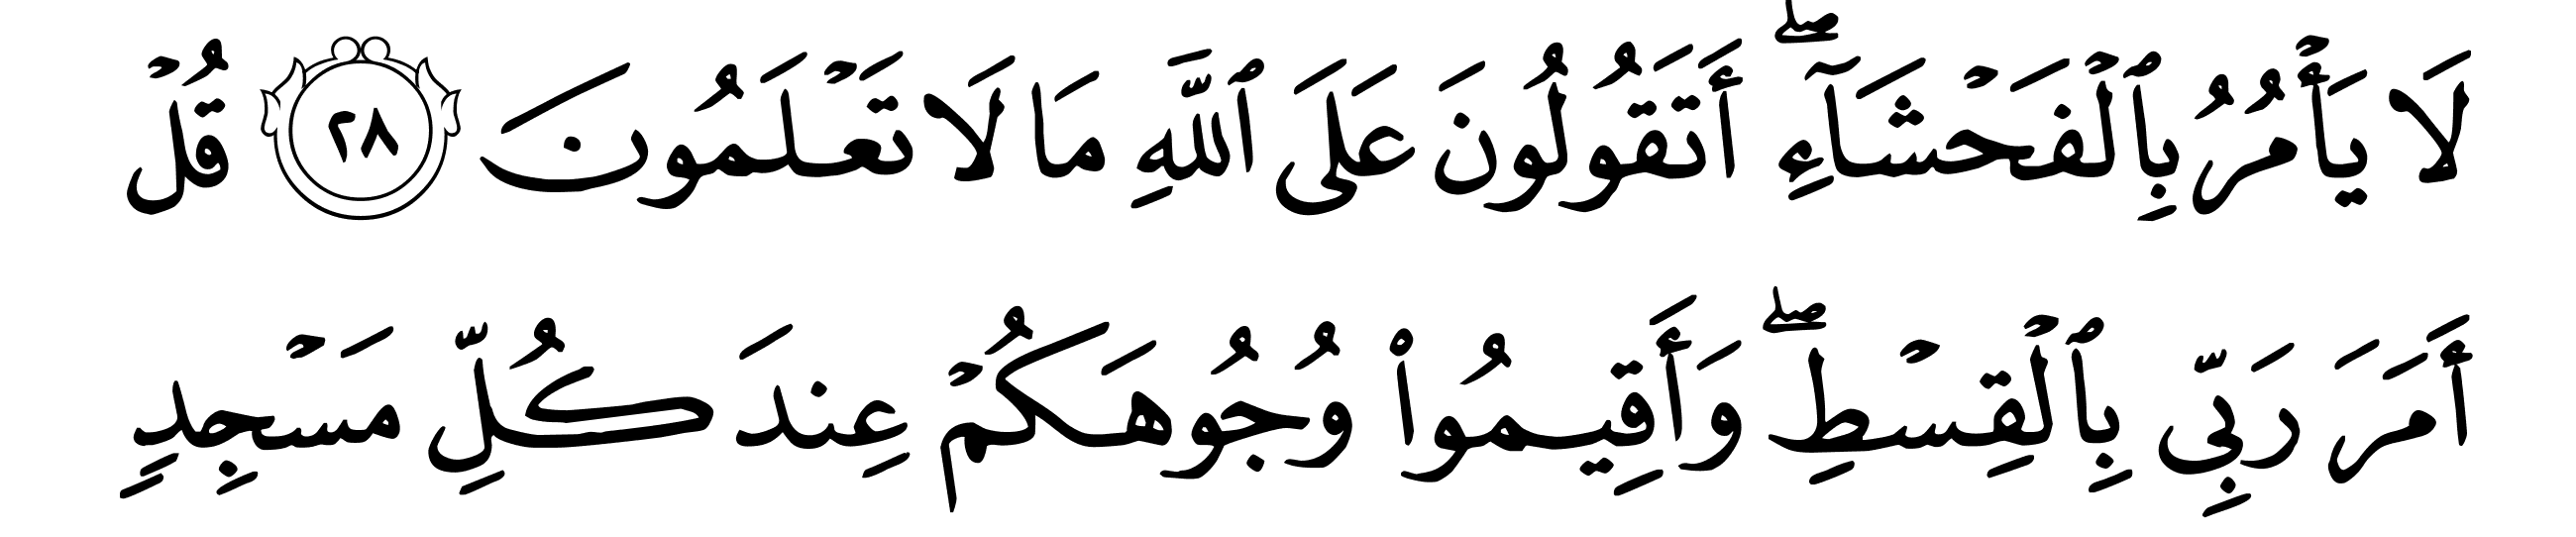 لَا يَأۡمُرُ بِٱلۡفَحۡشَآءِۖ أَتَقُولُونَ عَلَى ٱللَّهِ مَا لَا تَعۡلَمُونَ ٢٨ قُلۡ
أَمَرَ رَبِّي بِٱلۡقِسۡطِۖ وَأَقِيمُواْ وُجُوهَكُمۡ عِندَ كُلِّ مَسۡجِدٖ